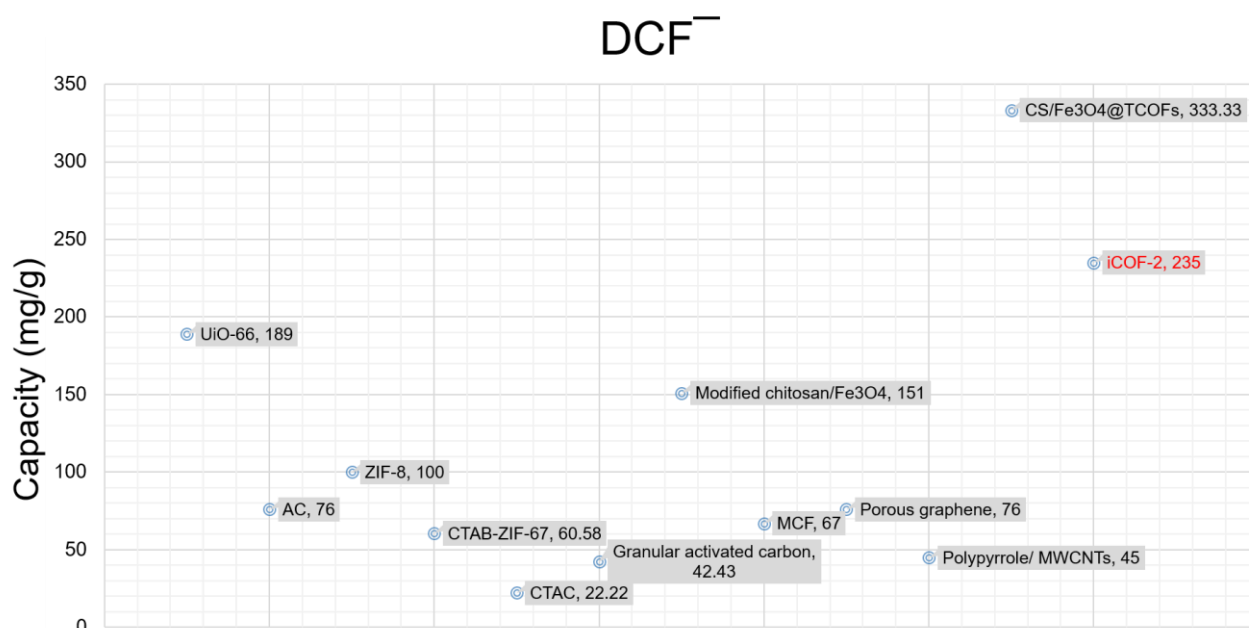 DCF¯
350
300
250
200
150
100
50
0
Capacity (mg/g)
CS/Fe3O4@TCOFs, 333.33
iCOF-2, 235
UiO-66, 189
Modified chitosan/Fe3O4, 151
ZIF-8, 100
AC, 76
Porous graphene, 76
MCF, 67
CTAB-ZIF-67, 60.58
Granular activated carbon,
42.43
Polypyrrole/ MWCNTs, 45
CTAC, 22.22